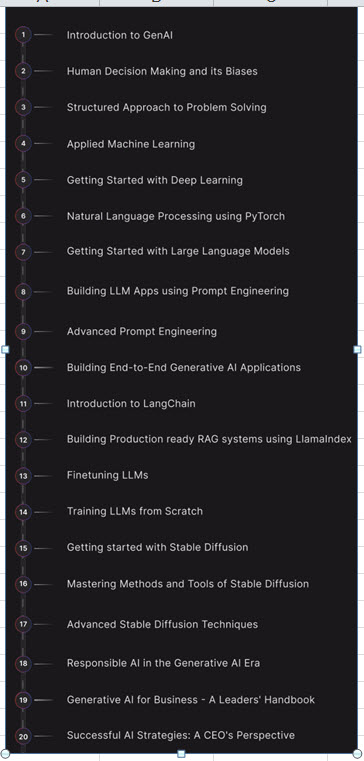 1 Introduction to GenAI
2 Human Decision Making and its Biases
3 Structured Approach to Problem Solving
4 Applied Machine Learning
5 Getting Started with Deep Learning
6 Natural Language Processing using PyTorch
7 Getting Started with Large Language Models
8 Building LLM Apps using Prompt Engineering
9 Advanced Prompt Engineering
10 Building End-to-End Generative AI Applications
11 Introduction to LangChain
12 Building Production ready RAG systems using LlamaIndex
13 Finetuning LLMs
14 Training LLMs from Scratch
15 Getting started with Stable Diffusion
16 Mastering Methods and Tools of Stable Diffusion
17 Advanced Stable Diffusion Techniques
18 Responsible AI in the Generative AI Era
19 Generative AI for Business - A Leaders' Handbook
20 Successful AI Strategies: A CEO's Perspective